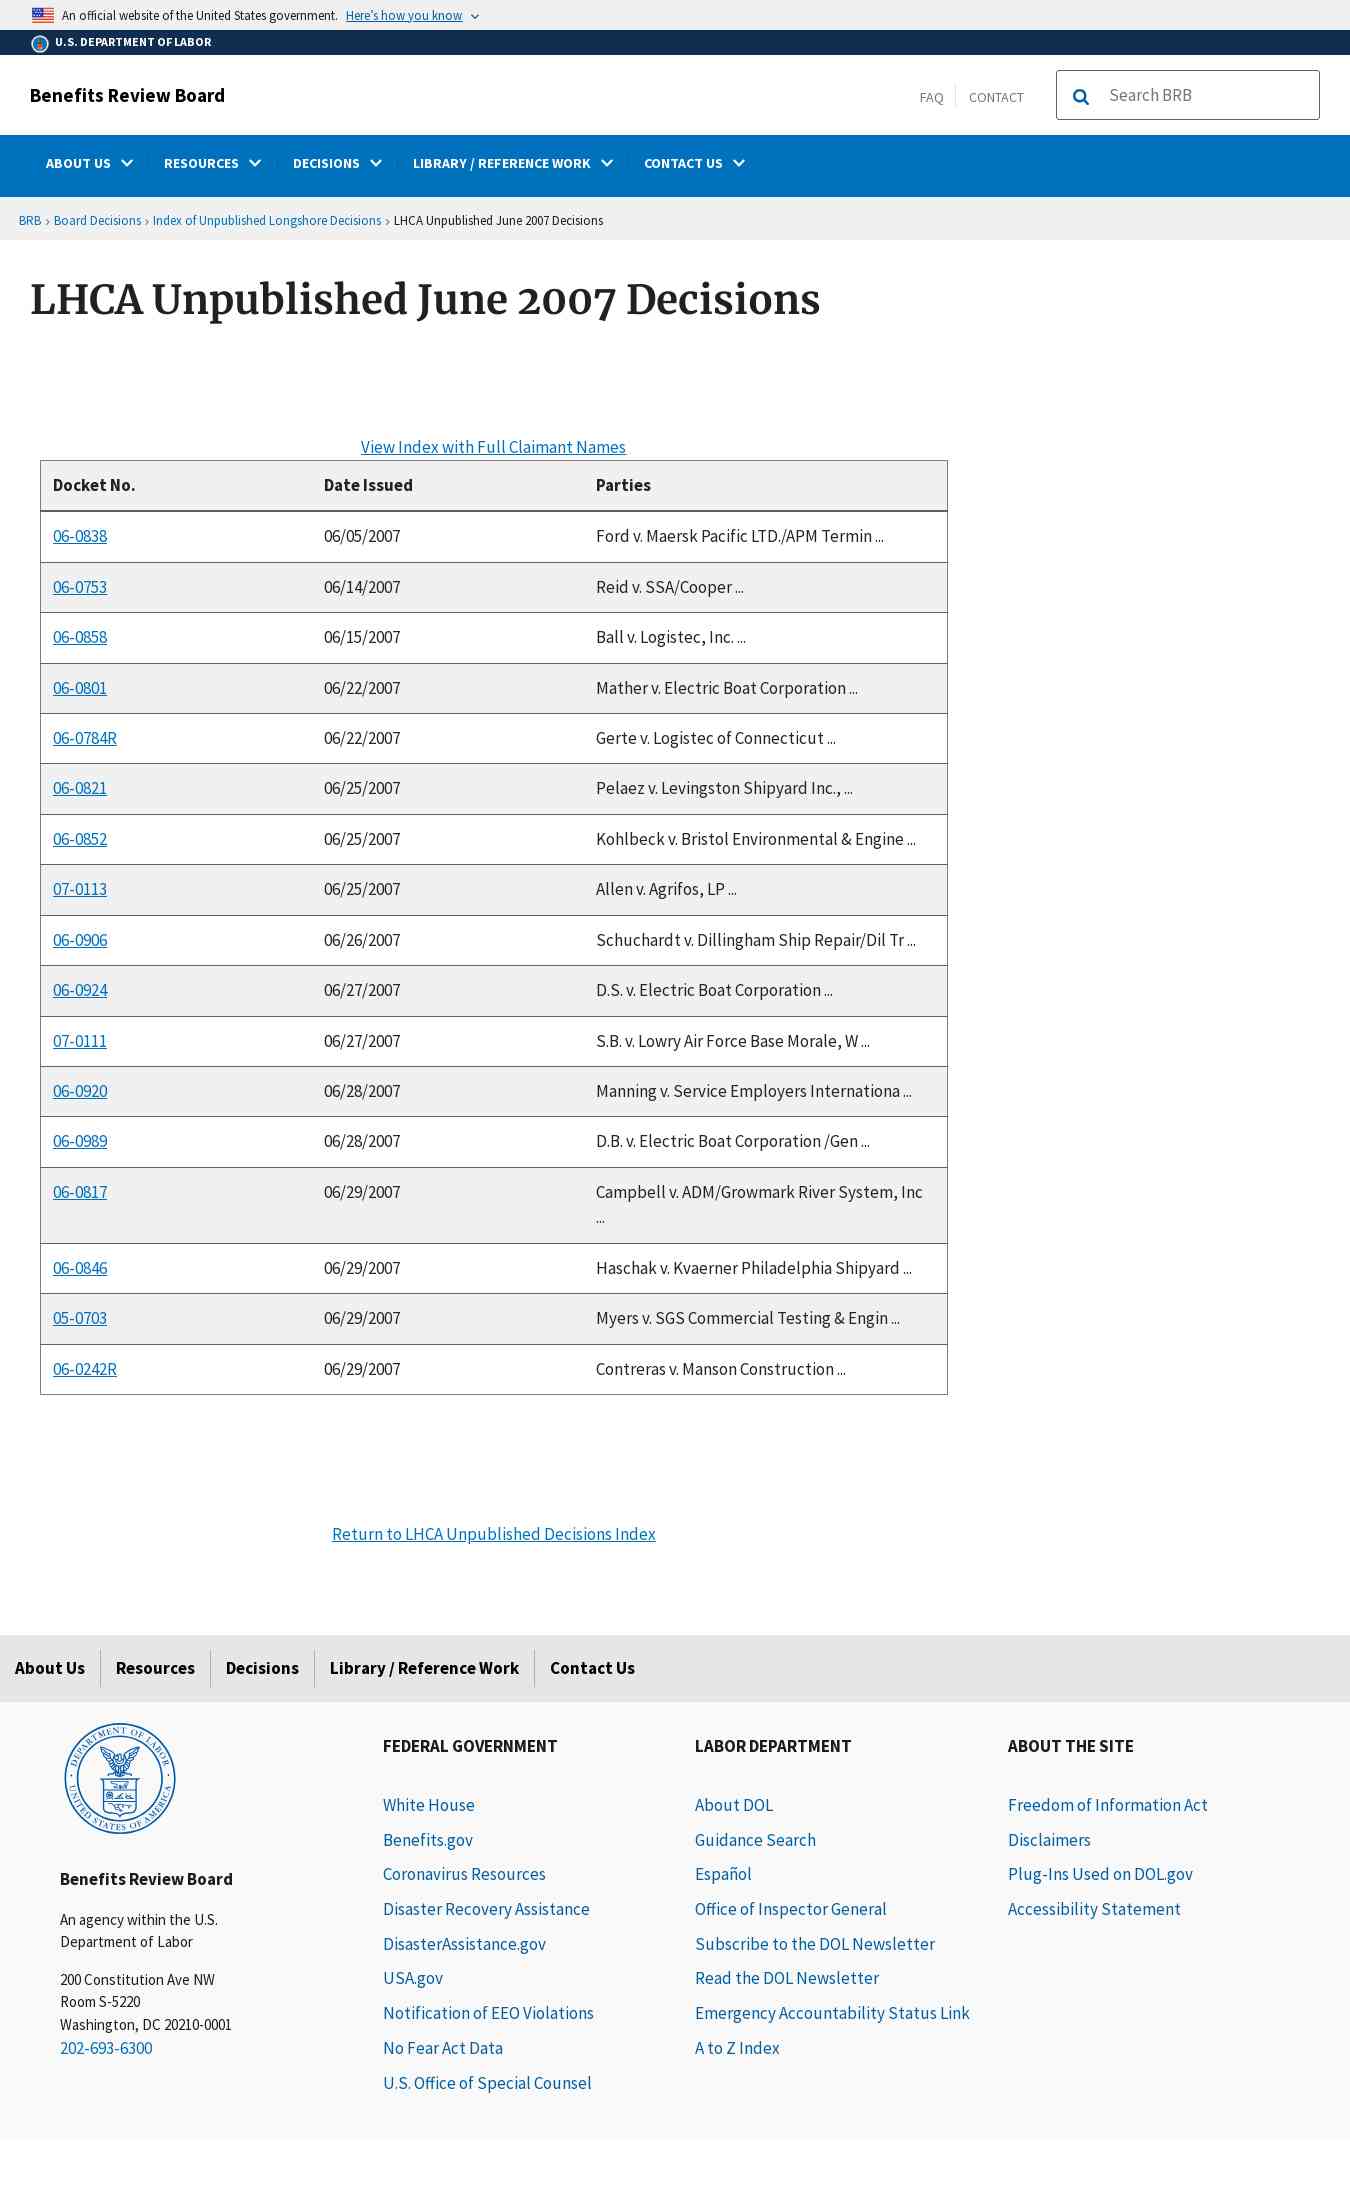 An official website of the United States government. Here's how you know
U.S. DEPARTMENT OF LABOR
Benefits Review Board
FAQ
CONTACT
Search BRB
ABOUT US
RESOURCES
DECISIONS
LIBRARY / REFERENCE WORK
CONTACT US
BRB › Board Decisions › Index of Unpublished Longshore Decisions › LHCA Unpublished June 2007 Decisions
LHCA Unpublished June 2007 Decisions
View Index with Full Claimant Names
Docket No. Date Issued Parties
06-0838 06/05/2007 Ford v. Maersk Pacific LTD./APM Termin ...
06-0753 06/14/2007 Reid v. SSA/Cooper ...
06-0858 06/15/2007 Ball v. Logistec, Inc. ...
06-0801 06/22/2007 Mather v. Electric Boat Corporation ...
06-0784R 06/22/2007 Gerte v. Logistec of Connecticut ...
06-0821 06/25/2007 Pelaez v. Levingston Shipyard Inc., ...
06-0852 06/25/2007 Kohlbeck v. Bristol Environmental & Engine ...
07-0113 06/25/2007 Allen v. Agrifos, LP ...
06-0906 06/26/2007 Schuchardt v. Dillingham Ship Repair/Dil Tr ...
06-0924 06/27/2007 D.S. v. Electric Boat Corporation ...
07-0111 06/27/2007 S.B. v. Lowry Air Force Base Morale, W ...
06-0920 06/28/2007 Manning v. Service Employers Internationa ...
06-0989 06/28/2007 D.B. v. Electric Boat Corporation /Gen ...
06-0817 06/29/2007 Campbell v. ADM/Growmark River System, Inc
...
06-0846 06/29/2007 Haschak v. Kvaerner Philadelphia Shipyard ...
05-0703 06/29/2007 Myers v. SGS Commercial Testing & Engin ...
06-0242R 06/29/2007 Contreras v. Manson Construction ...
Return to LHCA Unpublished Decisions Index
About Us
Resources
Decisions
Library / Reference Work
Contact Us
DEPARTMENT OF LABOR
UNITED STATES OF AMERICA
Benefits Review Board
An agency within the U.S.
Department of Labor
200 Constitution Ave NW
Room S-5220
Washington, DC 20210-0001
202-693-6300
FEDERAL GOVERNMENT
White House
Benefits.gov
Coronavirus Resources
Disaster Recovery Assistance
DisasterAssistance.gov
USA.gov
Notification of EEO Violations
No Fear Act Data
U.S. Office of Special Counsel
LABOR DEPARTMENT
About DOL
Guidance Search
Español
Office of Inspector General
Subscribe to the DOL Newsletter
Read the DOL Newsletter
Emergency Accountability Status Link
A to Z Index
ABOUT THE SITE
Freedom of Information Act
Disclaimers
Plug-Ins Used on DOL.gov
Accessibility Statement